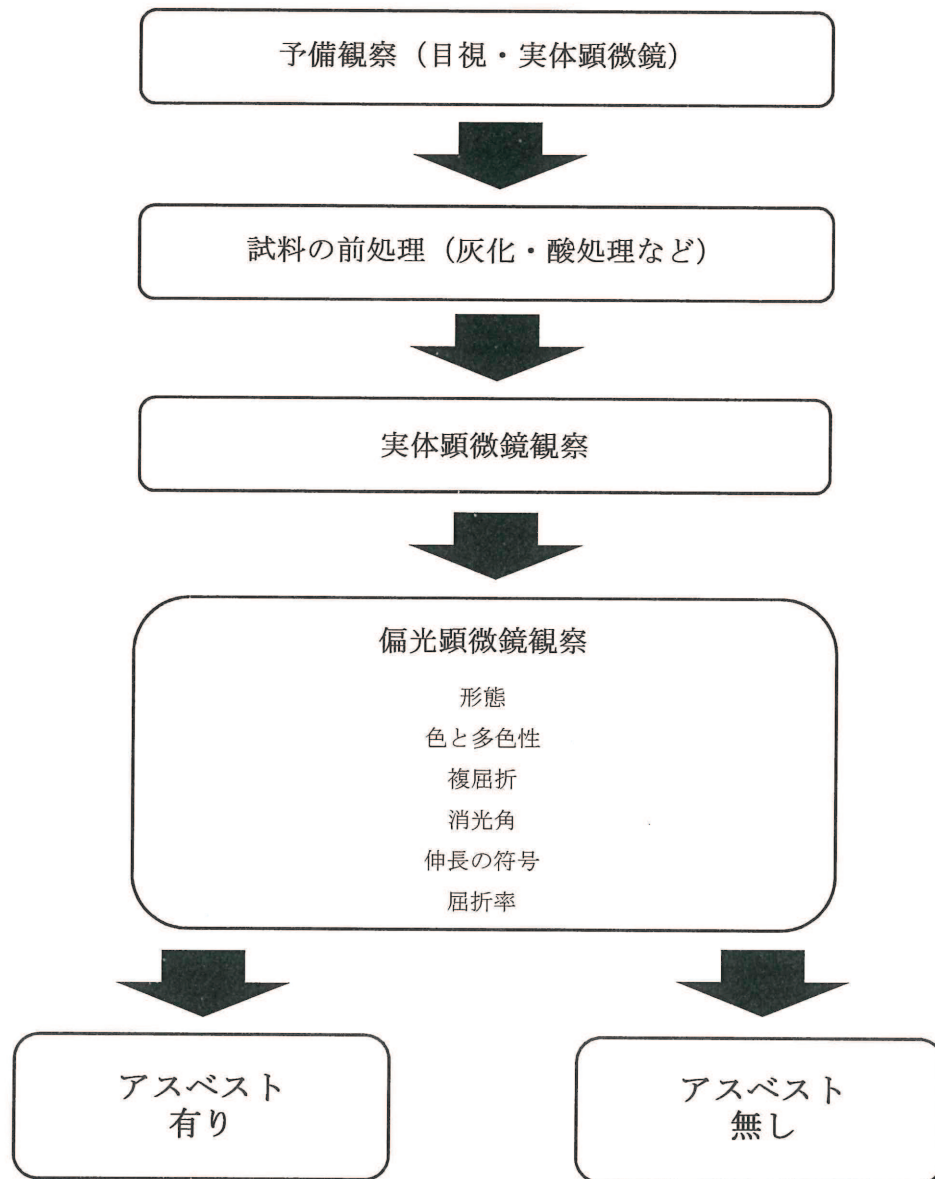 予備観察（目視・実体顕微鏡）
試料の前処理（灰化・酸処理など）
実体顕微鏡観察
偏光顕微鏡観察
形態
色と多色性
複屈折
消光角
伸長の符号
屈折率
アスベスト
有り
アスベスト
無し